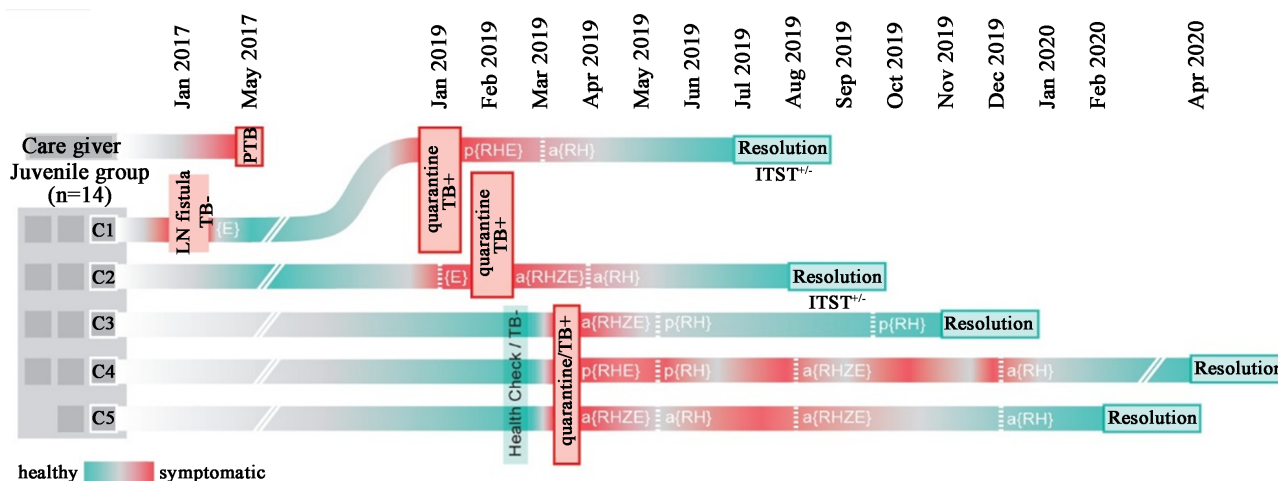 Jan 2017
May 2017
Jan 2019
Feb 2019
Mar 2019
Apr 2019
May 2019
Jun 2019
Jul 2019
Aug 2019
Sep 2019
Oct 2019
Nov 2019
Dec 2019
Jan 2020
Feb 2020
Apr 2020
Care giver
PTB
p{RHE}
a{RH}
Resolution
ITST+/-
Juvenile group
(n=14)
LN fistula
TB-
quarantine
TB+
quarantine
TB+
C1
{E}
C2
{E}
a{RHZE}
a{RH}
Resolution
ITST+/-
Health Check / TB-
quarantine/TB+
C3
a{RHZE}
p{RH}
p{RH}
Resolution
C4
p{RHE}
p{RH}
a{RHZE}
a{RH}
Resolution
C5
a{RHZE}
a{RH}
a{RHZE}
a{RH}
Resolution
healthy
symptomatic